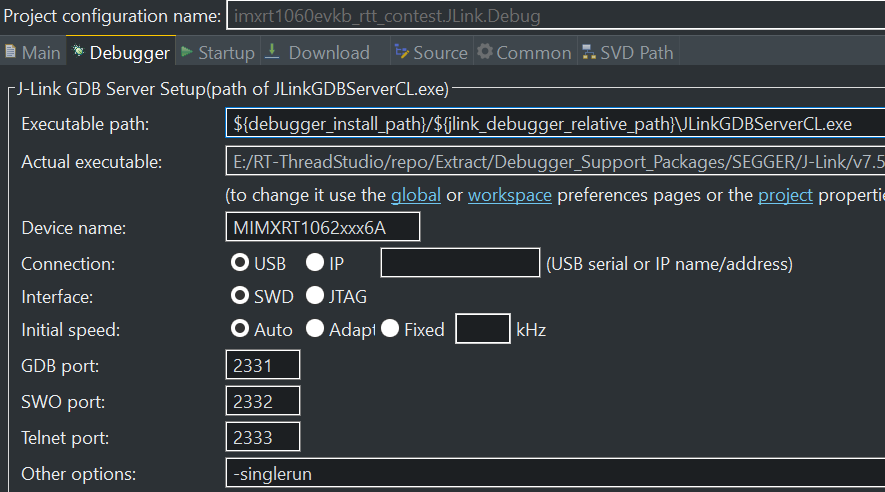 Project configuration name: imxrt1060evkb_rtt_contest.JLink.Debug
Main Debugger Startup Download Source Common SVD Path
J-Link GDB Server Setup(path of JLinkGDBServerCL.exe)
Executable path: ${debugger_install_path}/${jlink_debugger_relative_path}\JLinkGDBServerCL.exe
Actual executable: E:/RT-ThreadStudio/repo/Extract/Debugger_Support_Packages/SEGGER/J-Link/v7.5
(to change it use the global or workspace preferences pages or the project propertie
Device name: MIMXRT1062xxx6A
Connection: USB IP (USB serial or IP name/address)
Interface: SWD JTAG
Initial speed: Auto Adapt Fixed kHz
GDB port: 2331
SWO port: 2332
Telnet port: 2333
Other options: -singlerun